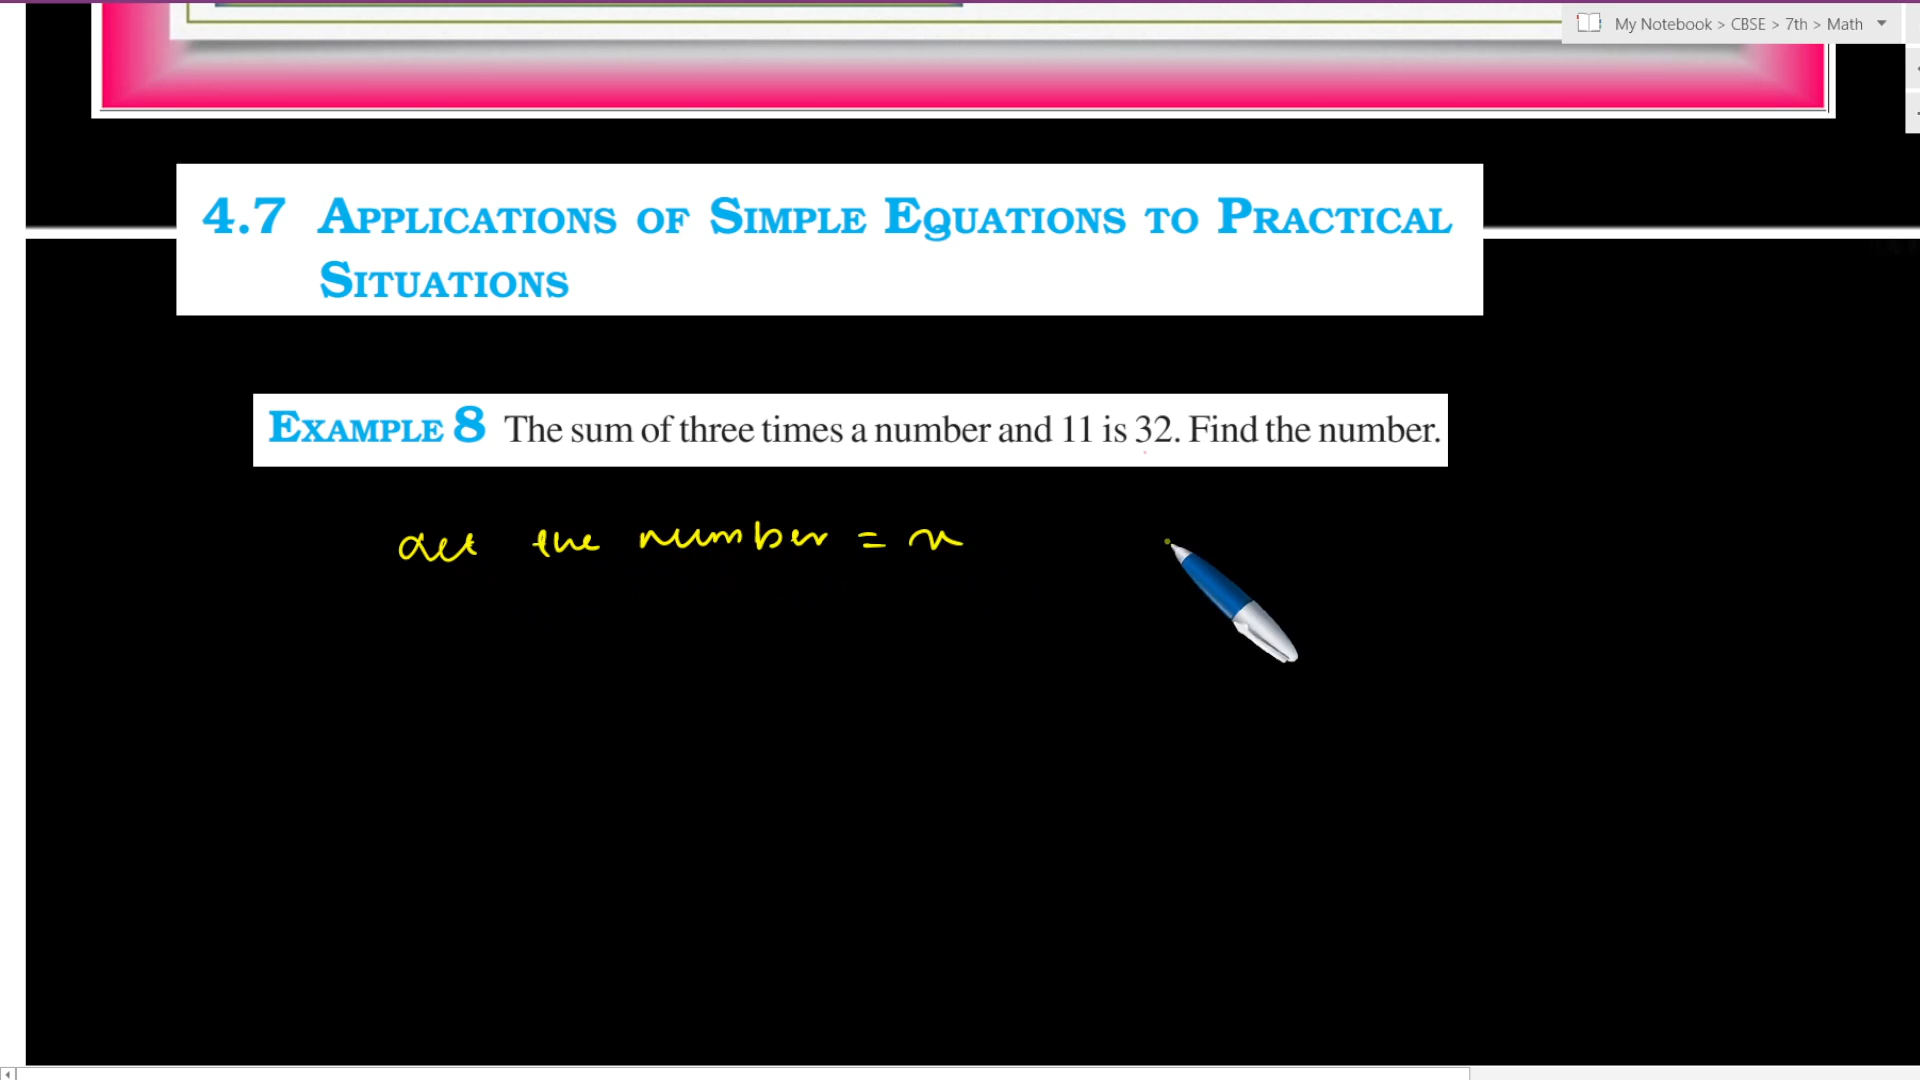 My Notebook > CBSE > 7th > Math
4.7 APPLICATIONS OF SIMPLE EQUATIONS TO PRACTICAL
SITUATIONS
EXAMPLE 8 The sum of three times a number and 11 is 32. Find the number.
Let the number = x